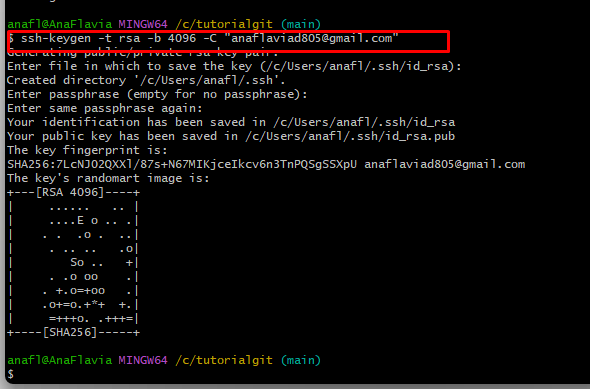 anafl@AnaFlavia MINGW64 /c/tutorialgit (main)
$ ssh-keygen -t rsa -b 4096 -C "anaflaviad805@gmail.com"
Generating public/private rsa key pair.
Enter file in which to save the key (/c/Users/anafl/.ssh/id_rsa):
Created directory '/c/Users/anafl/.ssh'.
Enter passphrase (empty for no passphrase):
Enter same passphrase again:
Your identification has been saved in /c/Users/anafl/.ssh/id_rsa
Your public key has been saved in /c/Users/anafl/.ssh/id_rsa.pub
The key fingerprint is:
SHA256:7LcNJO2QXXl/87s+N67MIKjceIkcv6n3TnPQSgSSXpU anaflaviad805@gmail.com
The key's randomart image is:
+---[RSA 4096]----+
|     ......   .. |
|     ....E o .. .|
|    . .  .o .  ..|
|     . .. ..   .o|
|        So ..   +|
|     . .o oo    .|
|    . +.o=+oo   .|
|    .o+=o.+*+  +.|
|     =+++o. .+++=|
+----[SHA256]-----+
anafl@AnaFlavia MINGW64 /c/tutorialgit (main)
$